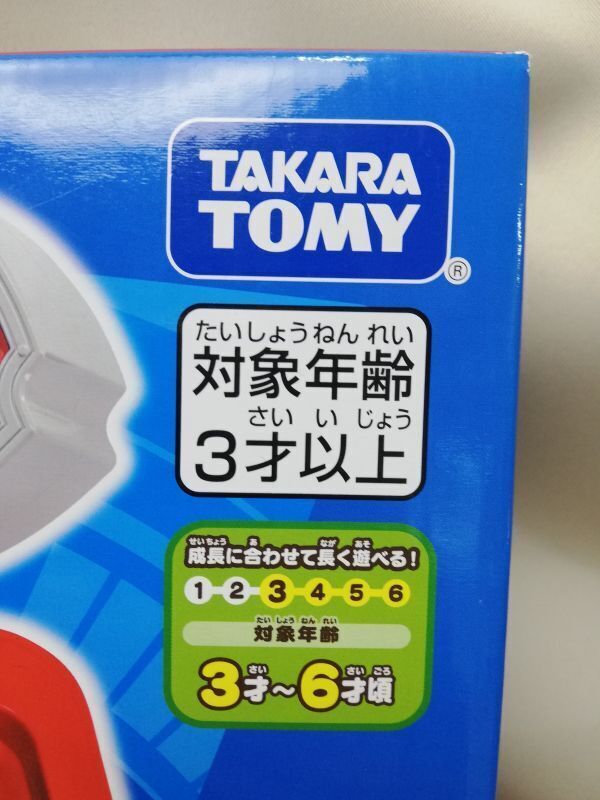 TAKARA
TOMY
®
たいしょうねんれい
対象年齢
さいいじょう
3才以上
せいちょう あ なが あそ
成長に合わせて長く遊べる!
1 2 3 4 5 6
たいしょうねんれい
対象年齢
さい さいごろ
3才~6才頃